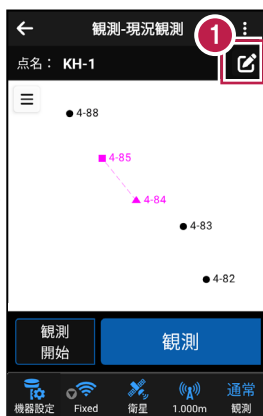 観測-現況観測
1
点名： KH-1
4-88
4-85
4-84
4-83
4-82
観測
開始
観測
機器設定
Fixed
衛星
1.000m
通常
観測